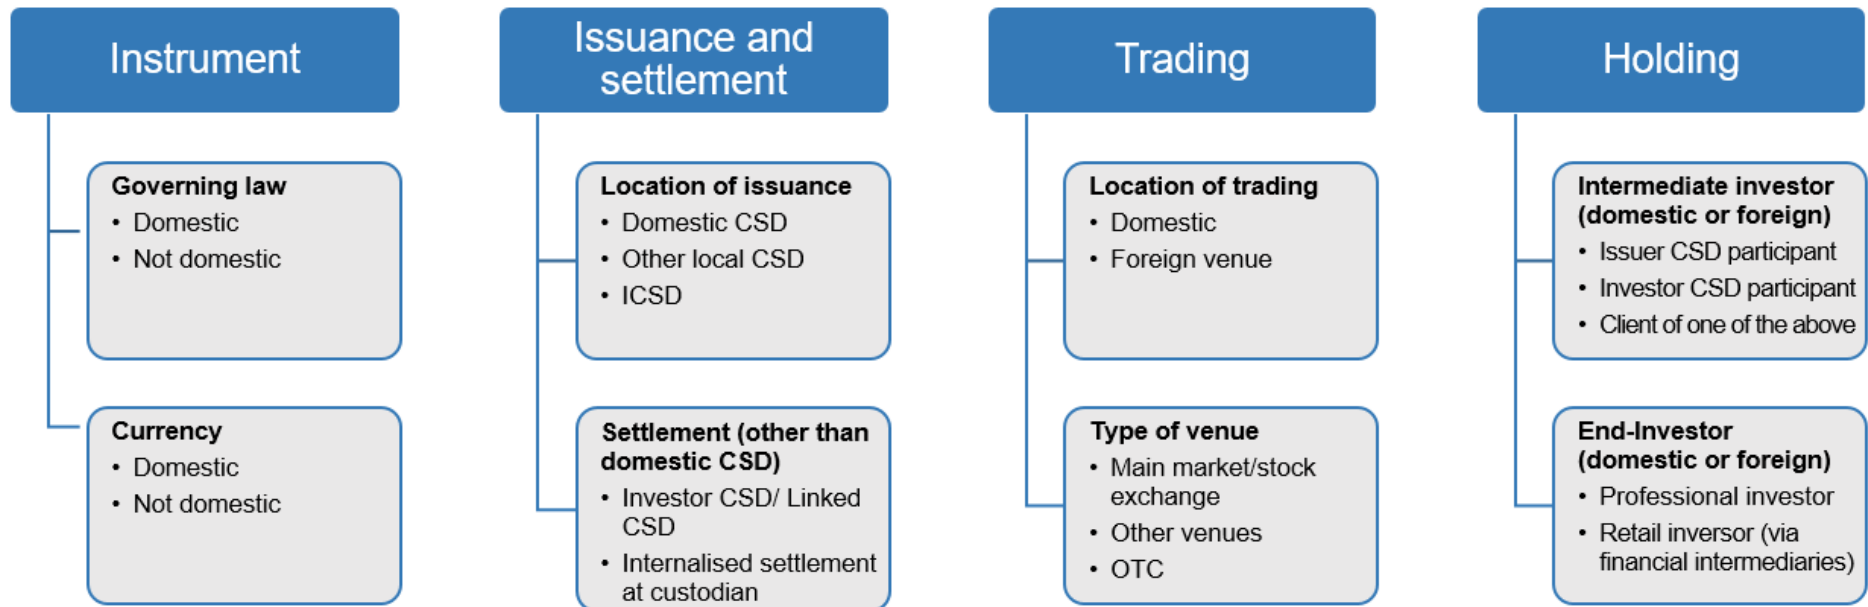 Instrument
Governing law
• Domestic
• Not domestic
Currency
• Domestic
• Not domestic
Issuance and
settlement
Location of issuance
• Domestic CSD
• Other local CSD
• ICSD
Settlement (other than
domestic CSD)
• Investor CSD/ Linked
CSD
• Internalised settlement
at custodian
Trading
Location of trading
• Domestic
• Foreign venue
Type of venue
• Main market/stock
exchange
• Other venues
• OTC
Holding
Intermediate investor
(domestic or foreign)
• Issuer CSD participant
• Investor CSD participant
• Client of one of the above
End-Investor
(domestic or foreign)
• Professional investor
• Retail inversor (via
financial intermediaries)